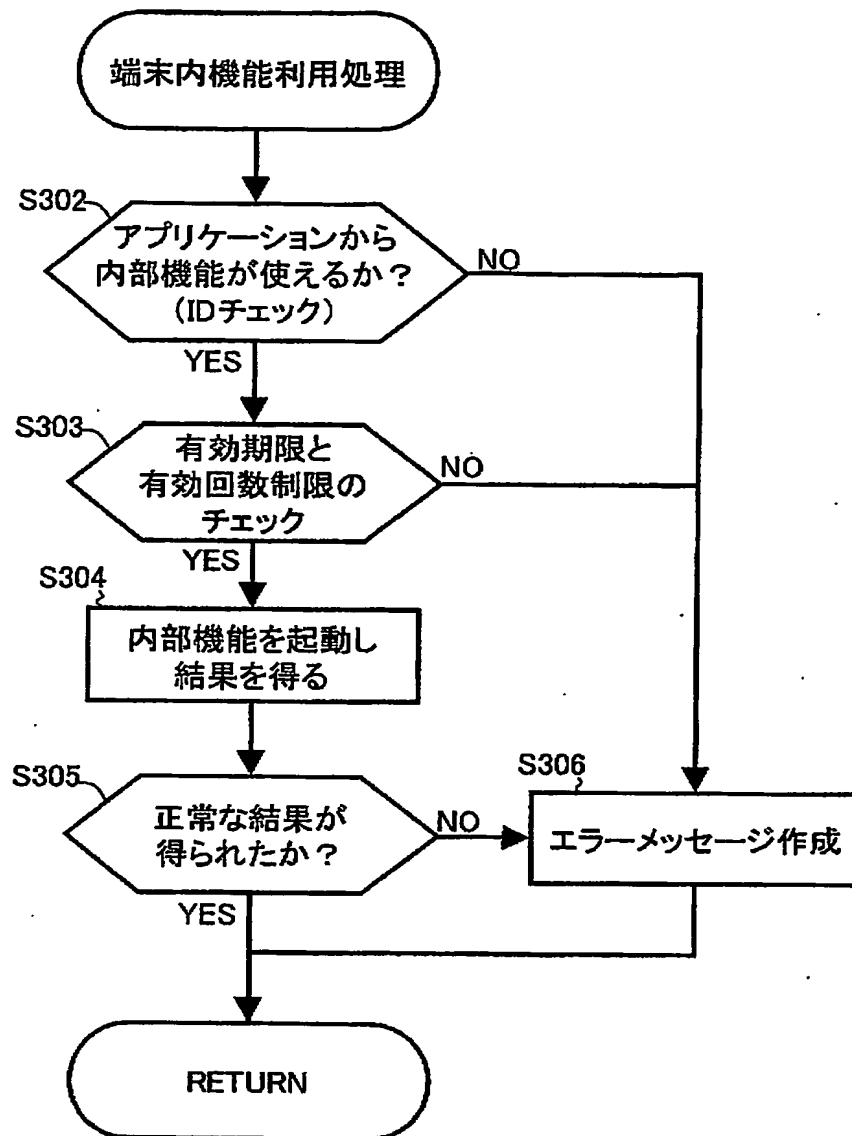 端末内機能利用処理
S302
アプリケーションから
内部機能が使えるか？
（IDチェック）
NO
YES
S303
有効期限と
有効回数制限の
チェック
NO
YES
S304
内部機能を起動し
結果を得る
S305
正常な結果が
得られたか？
NO
S306
エラーメッセージ作成
YES
RETURN